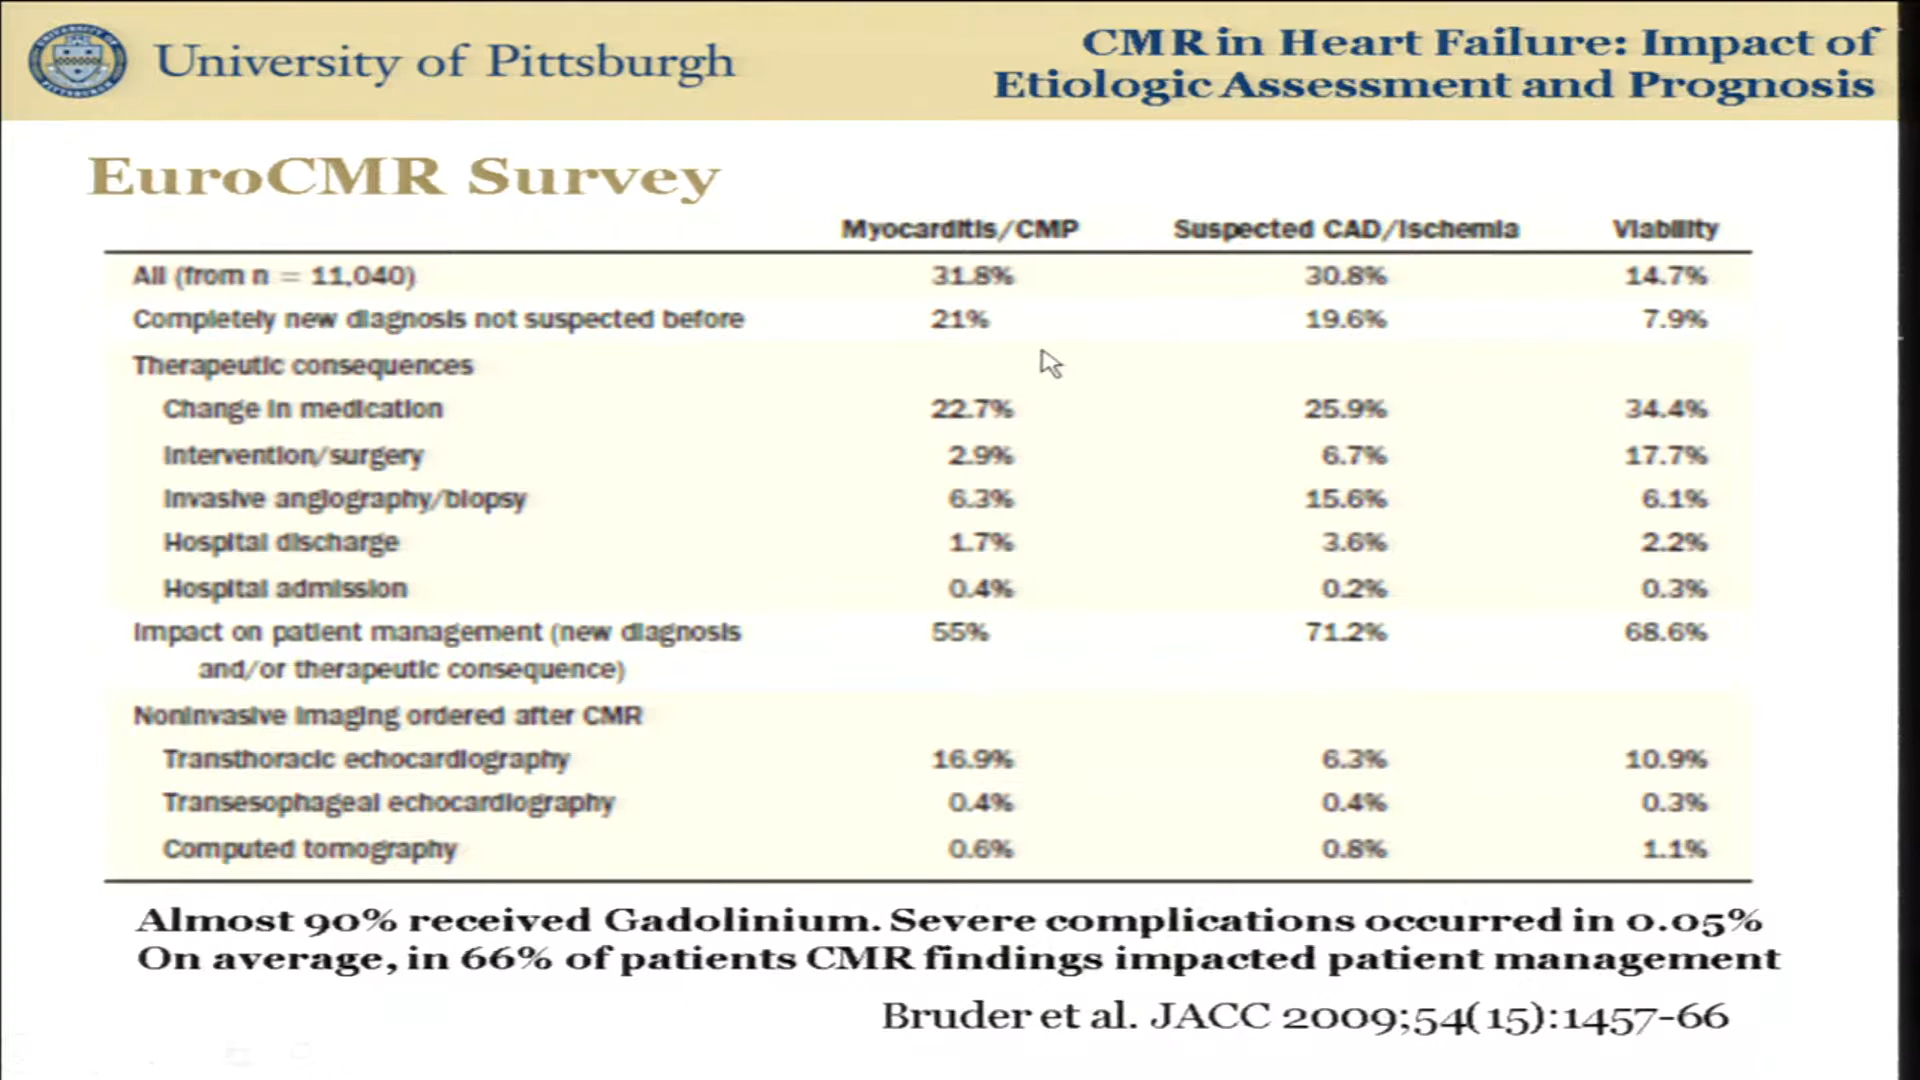 University of Pittsburgh
CMR in Heart Failure: Impact of
Etiologic Assessment and Prognosis
EuroCMR Survey
Myocarditis/CMP Suspected CAD/Ischemia Viability
All (from n = 11,040) 31.8% 30.8% 14.7%
Completely new diagnosis not suspected before 21% 19.6% 7.9%
Therapeutic consequences
Change in medication 22.7% 25.9% 34.4%
Intervention/surgery 2.9% 6.7% 17.7%
Invasive angiography/biopsy 6.3% 15.6% 6.1%
Hospital discharge 1.7% 3.6% 2.2%
Hospital admission 0.4% 0.2% 0.3%
Impact on patient management (new diagnosis 55% 71.2% 68.6%
and/or therapeutic consequence)
Noninvasive imaging ordered after CMR
Transthoracic echocardiography 16.9% 6.3% 10.9%
Transesophageal echocardiography 0.4% 0.4% 0.3%
Computed tomography 0.6% 0.8% 1.1%
Almost 90% received Gadolinium. Severe complications occurred in 0.05%
On average, in 66% of patients CMR findings impacted patient management
Bruder et al. JACC 2009;54(15):1457-66